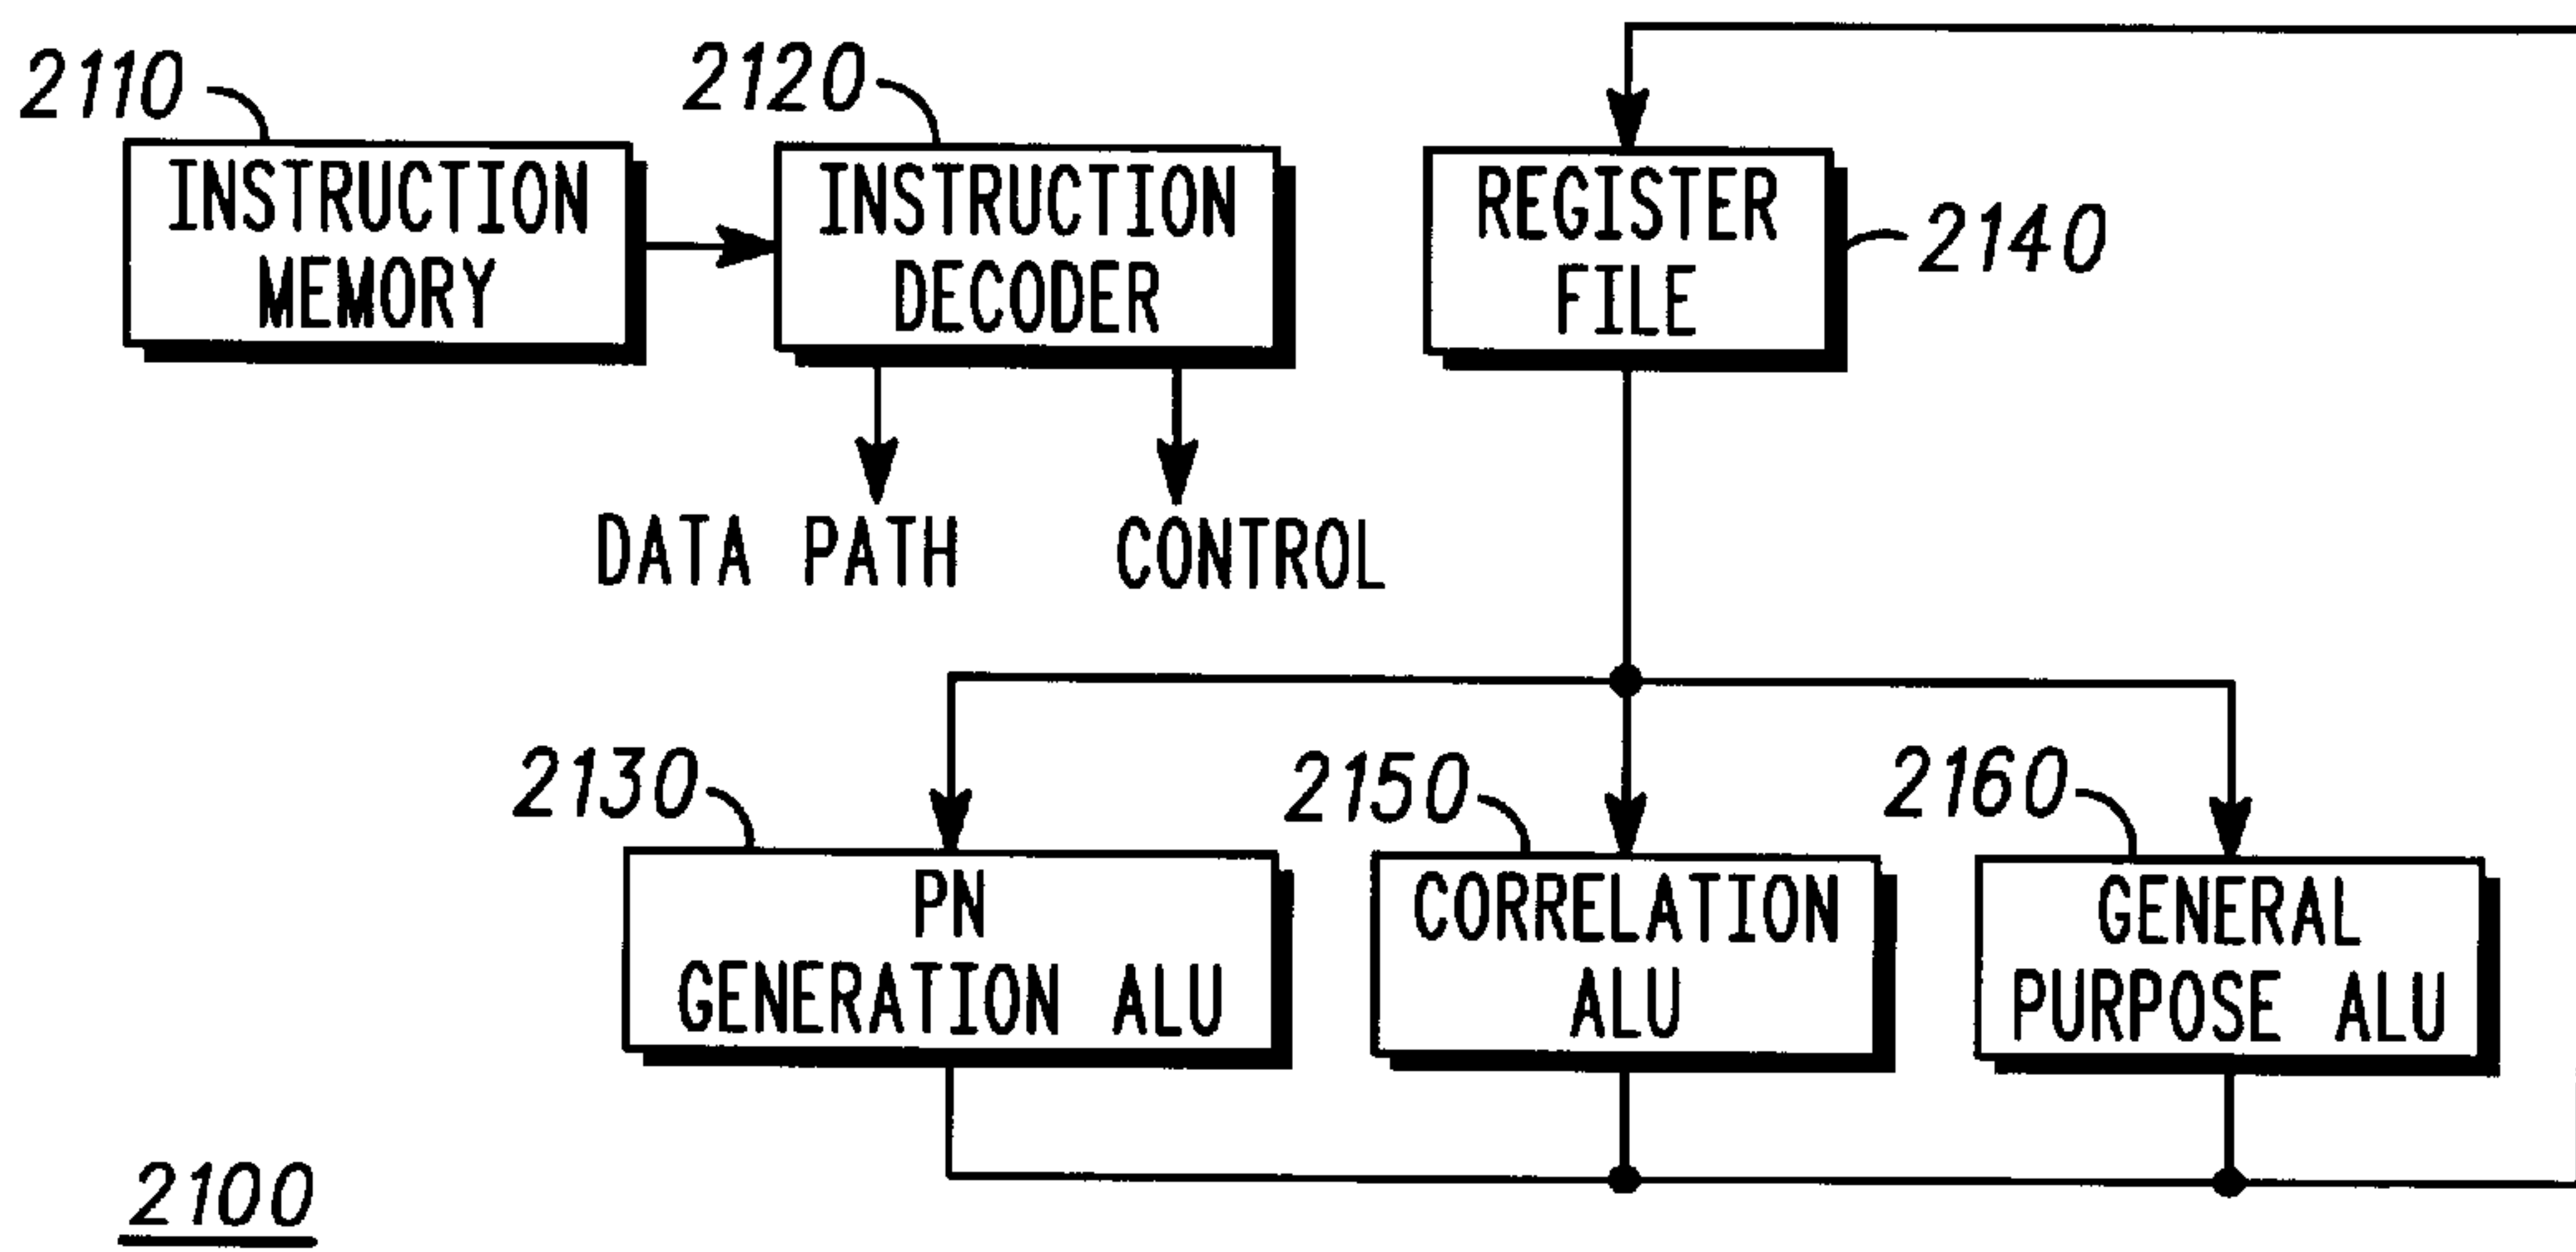 2110
INSTRUCTION
MEMORY
2120
INSTRUCTION
DECODER
REGISTER
FILE
2140
DATA PATH
CONTROL
2130
PN
GENERATION ALU
2150
CORRELATION
ALU
2160
GENERAL
PURPOSE ALU
2100